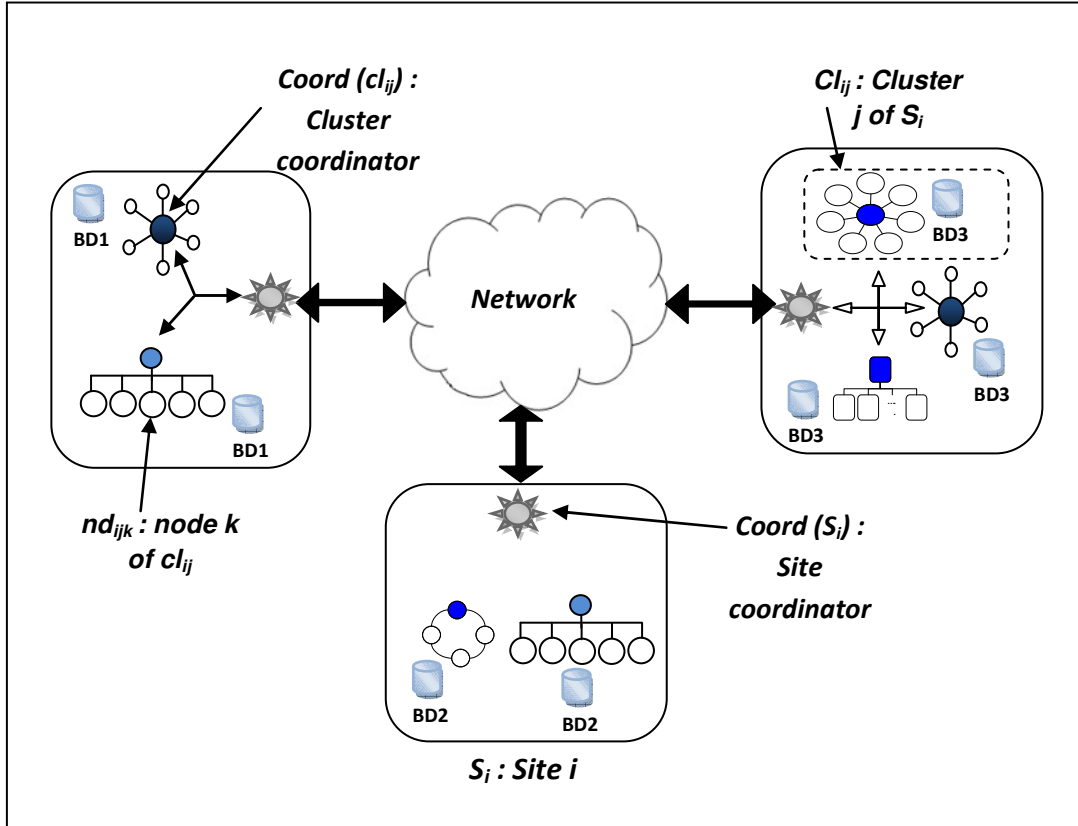 Coord (cl_ij) :
Cluster
coordinator
Cl_ij : Cluster
j of S_i
BD1
BD1
nd_ijk : node k
of cl_ij
Network
BD3
BD3
BD3
Coord (S_i) :
Site
coordinator
BD2
BD2
S_i : Site i